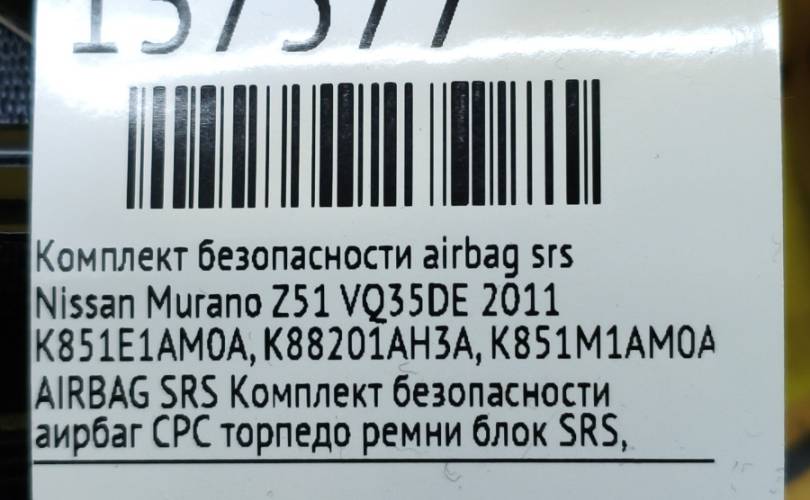 137577
Комплект безопасности airbag srs
Nissan Murano Z51 VQ35DE 2011
K851E1AM0A, K88201AH3A, K851M1AM0A
AIRBAG SRS Комплект безопасности
аирбаг СРС торпедо ремни блок SRS,